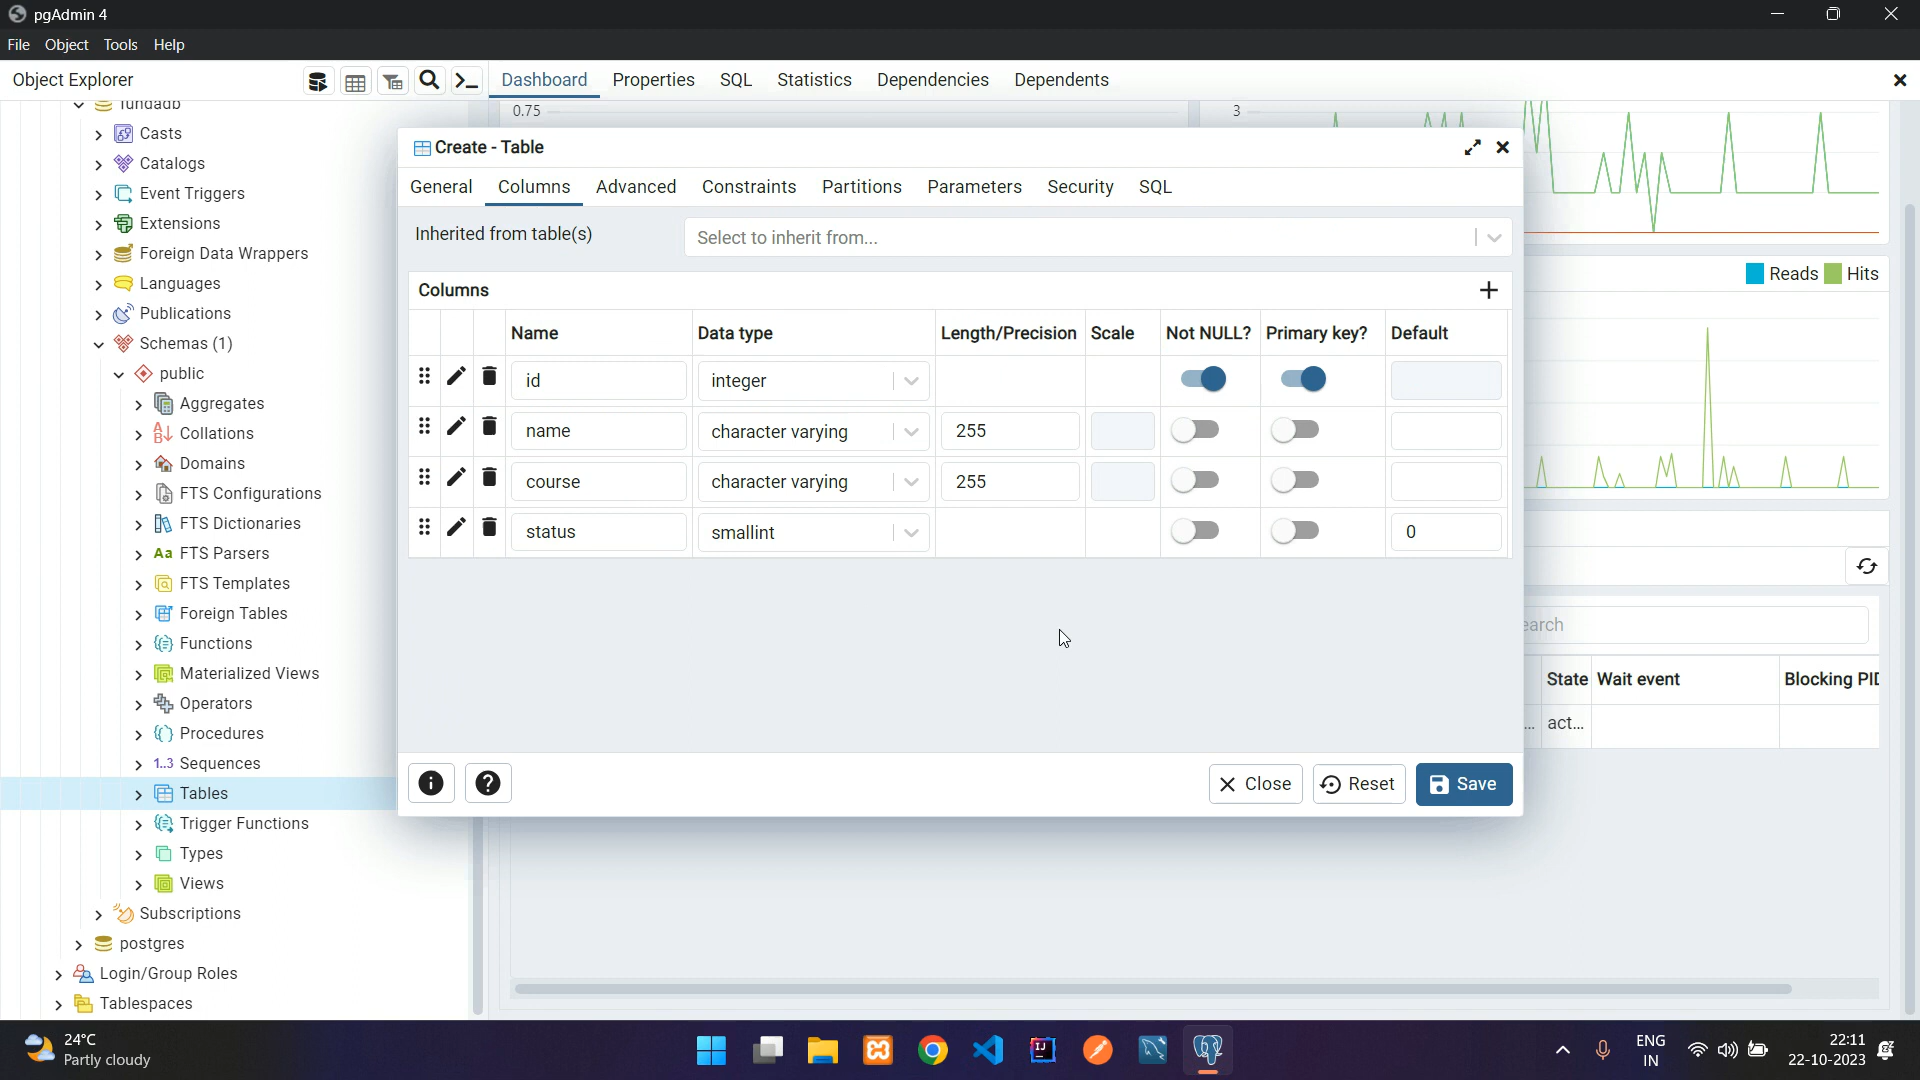 pgAdmin 4
File Object Tools Help
Object Explorer
Dashboard Properties SQL Statistics Dependencies Dependents
fundadb
Casts
Catalogs
Event Triggers
Extensions
Foreign Data Wrappers
Languages
Publications
Schemas (1)
public
Aggregates
Collations
Domains
FTS Configurations
FTS Dictionaries
FTS Parsers
FTS Templates
Foreign Tables
Functions
Materialized Views
Operators
Procedures
1..3 Sequences
Tables
Trigger Functions
Types
Views
Subscriptions
postgres
Login/Group Roles
Tablespaces
0.75
3
Create - Table
General Columns Advanced Constraints Partitions Parameters Security SQL
Inherited from table(s) Select to inherit from...
Columns
Name Data type Length/Precision Scale Not NULL? Primary key? Default
id integer
name character varying 255
course character varying 255
status smallint 0
Close Reset Save
Reads Hits
earch
State Wait event Blocking PI
... act...
24°C
Partly cloudy
ENG
IN
22:11
22-10-2023